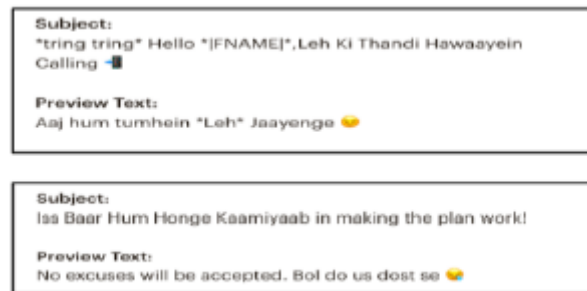 Subject:
*tring tring* Hello *|FNAME|*,Leh Ki Thandi Hawaayein
Calling 📲
Preview Text:
Aaj hum tumhein *Leh* Jaayenge 😉
Subject:
Iss Baar Hum Honge Kaamiyaab in making the plan work!
Preview Text:
No excuses will be accepted. Bol do us dost se 😪